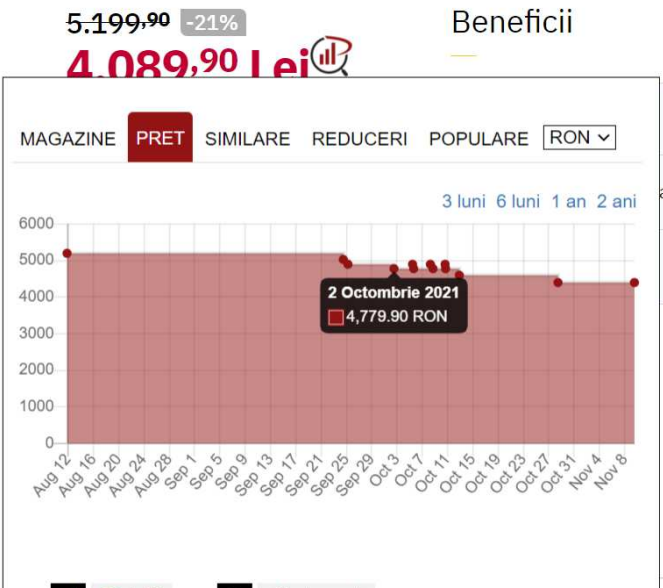 5.199,90 -21%
Beneficii
4.089,90 Lei
MAGAZINE PRET SIMILARE REDUCERI POPULARE RON
3 luni 6 luni 1 an 2 ani
6000
5000
4000
3000
2000
1000
0
2 Octombrie 2021
4,779.90 RON
Aug 12 Aug 16 Aug 20 Aug 24 Aug 28 Sep 1 Sep 5 Sep 9 Sep 13 Sep 17 Sep 21 Sep 25 Sep 29 Oct 3 Oct 7 Oct 11 Oct 15 Oct 19 Oct 23 Oct 27 Oct 31 Nov 4 Nov 8